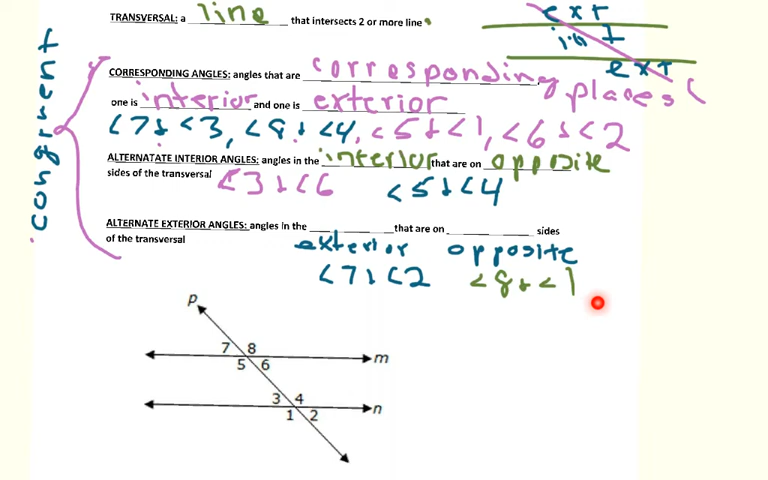 TRANSVERSAL: a line that intersects 2 or more line s
ext
int
ext
CORRESPONDING ANGLES: angles that are corresponding places
one is interior and one is exterior
<7 & <3, <8 & <4, <5 & <1, <6 & <2
ALTERNATATE INTERIOR ANGLES: angles in the interior that are on opposite
sides of the transversal <3 & <6 <5 & <4
ALTERNATE EXTERIOR ANGLES: angles in the ______ that are on ______ sides
of the transversal exterior opposite
<7 & <2 <8 & <1
congruent
p
7 8
m
5 6
3 4
n
1 2